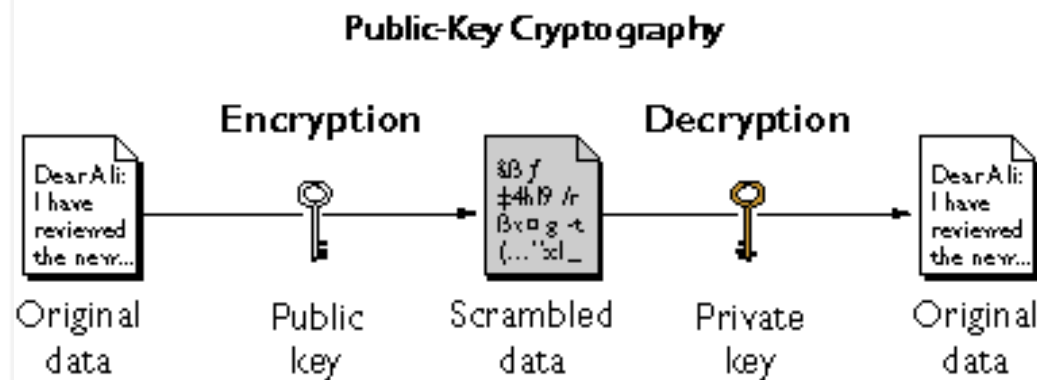 Public-Key Cryptography
Encryption
Decryption
Dear Ali:
I have
reviewed
the new...
Dear Ali:
I have
reviewed
the new...
Original
data
Public
key
Scrambled
data
Private
key
Original
data